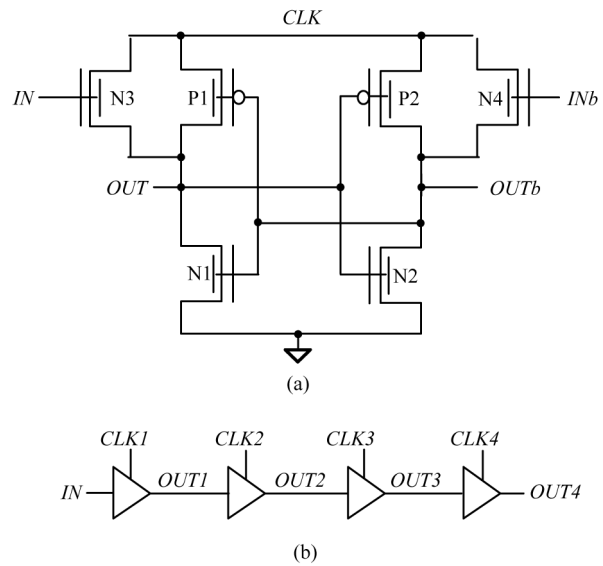 CLK
IN
N3
P1
P2
N4
INb
OUT
OUTb
N1
N2
(a)
CLK1
CLK2
CLK3
CLK4
IN
OUT1
OUT2
OUT3
OUT4
(b)